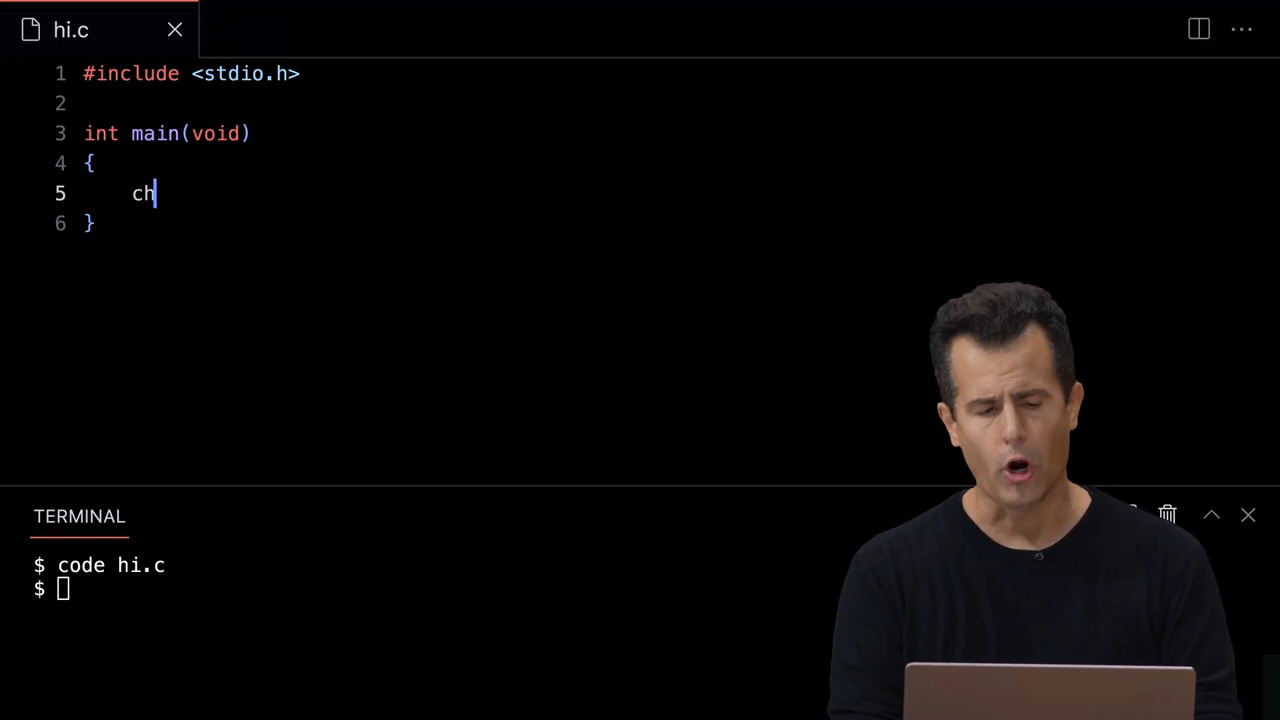 hi.c
1 #include <stdio.h>
2
3 int main(void)
4 {
5 ch
6 }
TERMINAL
$ code hi.c
$